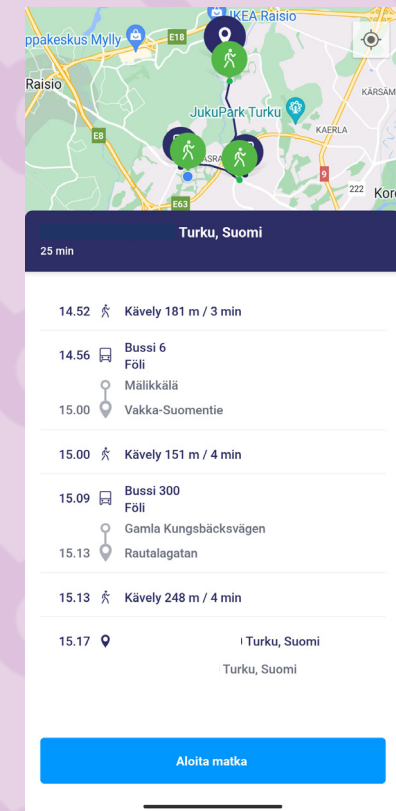 IKEA Raisio
ppakeskus Mylly
E18
Raisio
KÄRSÄM
JukuPark Turku
KAERLA
E8
ASRA
9
222
Kore
E63
Turku, Suomi
25 min
14.52 Kävely 181 m / 3 min
14.56 Bussi 6
Föli
Mälikkälä
15.00 Vakka-Suomentie
15.00 Kävely 151 m / 4 min
15.09 Bussi 300
Föli
Gamla Kungsbäcksvägen
15.13 Rautalagatan
15.13 Kävely 248 m / 4 min
15.17 Turku, Suomi
Turku, Suomi
Aloita matka